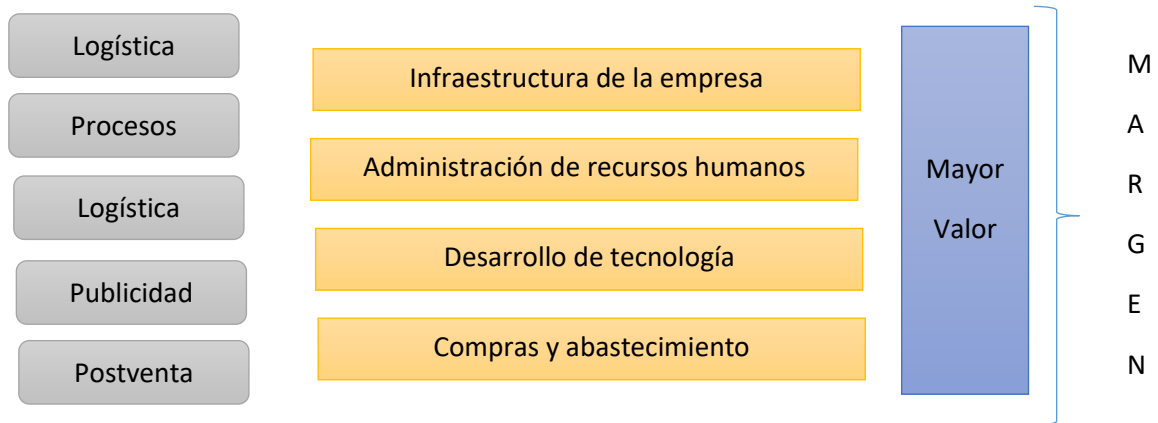 Logística
Procesos
Logística
Publicidad
Postventa
Infraestructura de la empresa
Administración de recursos humanos
Desarrollo de tecnología
Compras y abastecimiento
Mayor
Valor
M
A
R
G
E
N